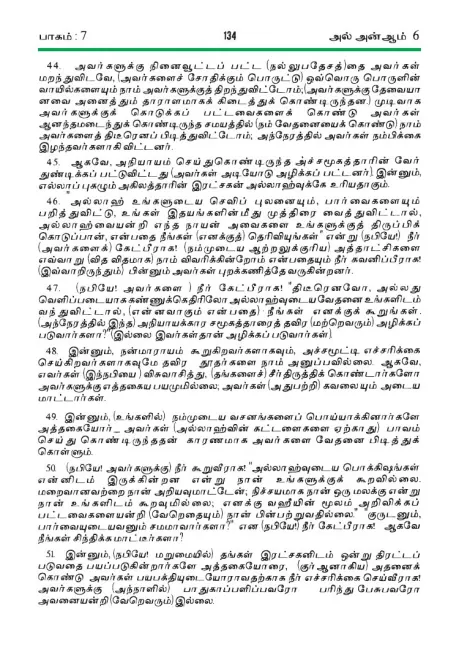 பாகம் : 7 134 அல் அன்ஆம் 6
44. அவர்களுக்கு நினைவூட்டப் பட்ட (நல்லுபதேசத்)தை அவர்கள்
மறந்துவிடவே, (அவர்களைச் சோதிக்கும் பொருட்டு) ஒவ்வொரு பொருளின்
வாயில்களையும் நாம் அவர்களுக்குத் திறந்துவிட்டோம்;(அவர்களுக்கு தேவையா
னவை அனைத்தும் தாராளமாகக் கிடைத்துக் கொண்டிருந்தன.) முடிவாக
அவர்களுக்குக் கொடுக்கப் பட்டவைகளைக் கொண்டு அவர்கள்
ஆனந்தமடைந்துக் கொண்டிருந்த சமயத்தில் (நம் வேதனையைக் கொண்டு) நாம்
அவர்களைத் திடீரெனப் பிடித்துவிட்டோம்; அந்நேரத்தில் அவர்கள் நம்பிக்கை
இழந்தவர்களாகி விட்டனர்.
45. ஆகவே, அநியாயம் செய்துகொண்டிருந்த அச்சமூகத்தாரின் வேர்
துண்டிக்கப் பட்டுவிட்டது (அவர்கள் அடியோடு அழிக்கப் பட்டனர்). இன்னும்,
எல்லாப்புகழும் அகிலத்தாரின் இரட்சகன் அல்லாஹ்வுக்கே உரியதாகும்.
46. "அல்லாஹ் உங்களுடைய செவிப் புலனையும், பார்வைகளையும்
பறித்துவிட்டு, உங்கள் இதயங்களின்மீது முத்திரை வைத்துவிட்டால்,
அல்லாஹ்வையன்றி எந்த நாயன் அவைகளை உங்களுக்குத் திருப்பிக்
கொடுப்பான், என்பதை நீங்கள் (எனக்குத்) தெரிவியுங்கள்" என்று (நபியே!) நீர்
(அவர்களைக்) கேட்பீராக! (நம்முடைய ஆற்றலுக்குரிய) அத்தாட்சிகளை
எவ்வாறு (வித விதமாக) நாம் விவரிக்கின்றோம் என்பதையும் நீர் கவனிப்பீராக!
(இவ்வாறிருந்தும்) பின்னும் அவர்கள் புறக்கணித்தே வருகின்றனர்.
47. (நபியே! அவர்களை ) நீர் கேட்பீராக! "திடீரெனவோ, அல்லது
வெளிப்படையாக கண்ணுக்கெதிரிலோ அல்லாஹ்வுடைய வேதனை உங்களிடம்
வந்துவிட்டால், (என்னவாகும் என்பதை) நீங்கள் எனக்குக் கூறுங்கள்.
(அந்நேரத்தில் இந்த) அநியாயக்கார சமூகத்தாரைத் தவிர (மற்றெவரும்) அழிக்கப்
படுவார்களா?"(இல்லை இவர்கள்தான் அழிக்கப் படுவார்கள்).
48. இன்னும், நன்மாராயம் கூறுகிறவர்களாகவும், அச்சமூட்டி எச்சரிக்கை
செய்கிறவர்களாகவுமே தவிர தூதர்களை நாம் அனுப்பவில்லை. ஆகவே,
எவர்கள் (இந்நபியை) விசுவாசித்து, (தங்களைச்) சீர்திருத்திக் கொண்டார்களோ
அவர்களுக்கு எத்தகைய பயமுமில்லை; அவர்கள் (அதுபற்றி) கவலையும் அடைய
மாட்டார்கள்.
49. இன்னும், (உங்களில்) நம்முடைய வசனங்களைப் பொய்யாக்கினார்களே
அத்தகையோர்_ அவர்கள் (அல்லாஹ்வின் கட்டளைகளை ஏற்காது) பாவம்
செய்து கொண்டிருந்ததன் காரணமாக அவர்களை வேதனை பிடித்துக்
கொள்ளும்.
50. (நபியே! அவர்களுக்கு) நீர் கூறுவீராக! "அல்லாஹ்வுடைய பொக்கிஷங்கள்
என்னிடம் இருக்கின்றன என்று நான் உங்களுக்குக் கூறவில்லை.
மறைவானவற்றை நான் அறியவுமாட்டேன்; நிச்சயமாக நான் ஒரு மலக்கு என்று
நான் உங்களிடம் கூறவுமில்லை; எனக்கு வஹீயின் மூலம் அறிவிக்கப்
பட்டவைகளையன்றி (வேறெதையும்) நான் பின்பற்றுவதில்லை." குருடனும்,
பார்வையுடையவனும் சமமாவார்களா?" என (நபியே!) நீர் கேட்பீராக! ஆகவே
நீங்கள் சிந்திக்க மாட்டீர்களா?
51. இன்னும், (நபியே! மறுமையில்) தங்கள் இரட்சகனிடம் ஒன்று திரட்டப்
படுவதை பயப்படுகின்றார்களே அத்தகையோரை, (குர்ஆனாகிய) அதனைக்
கொண்டு அவர்கள் பயபக்தியுடையோராவதற்காக நீர் எச்சரிக்கை செய்வீராக!
அவர்களுக்கு (அந்நாளில்) பாதுகாப்பளிப்பவரோ பரிந்து பேசுபவரோ
அவனையன்றி (வேறெவரும்) இல்லை.